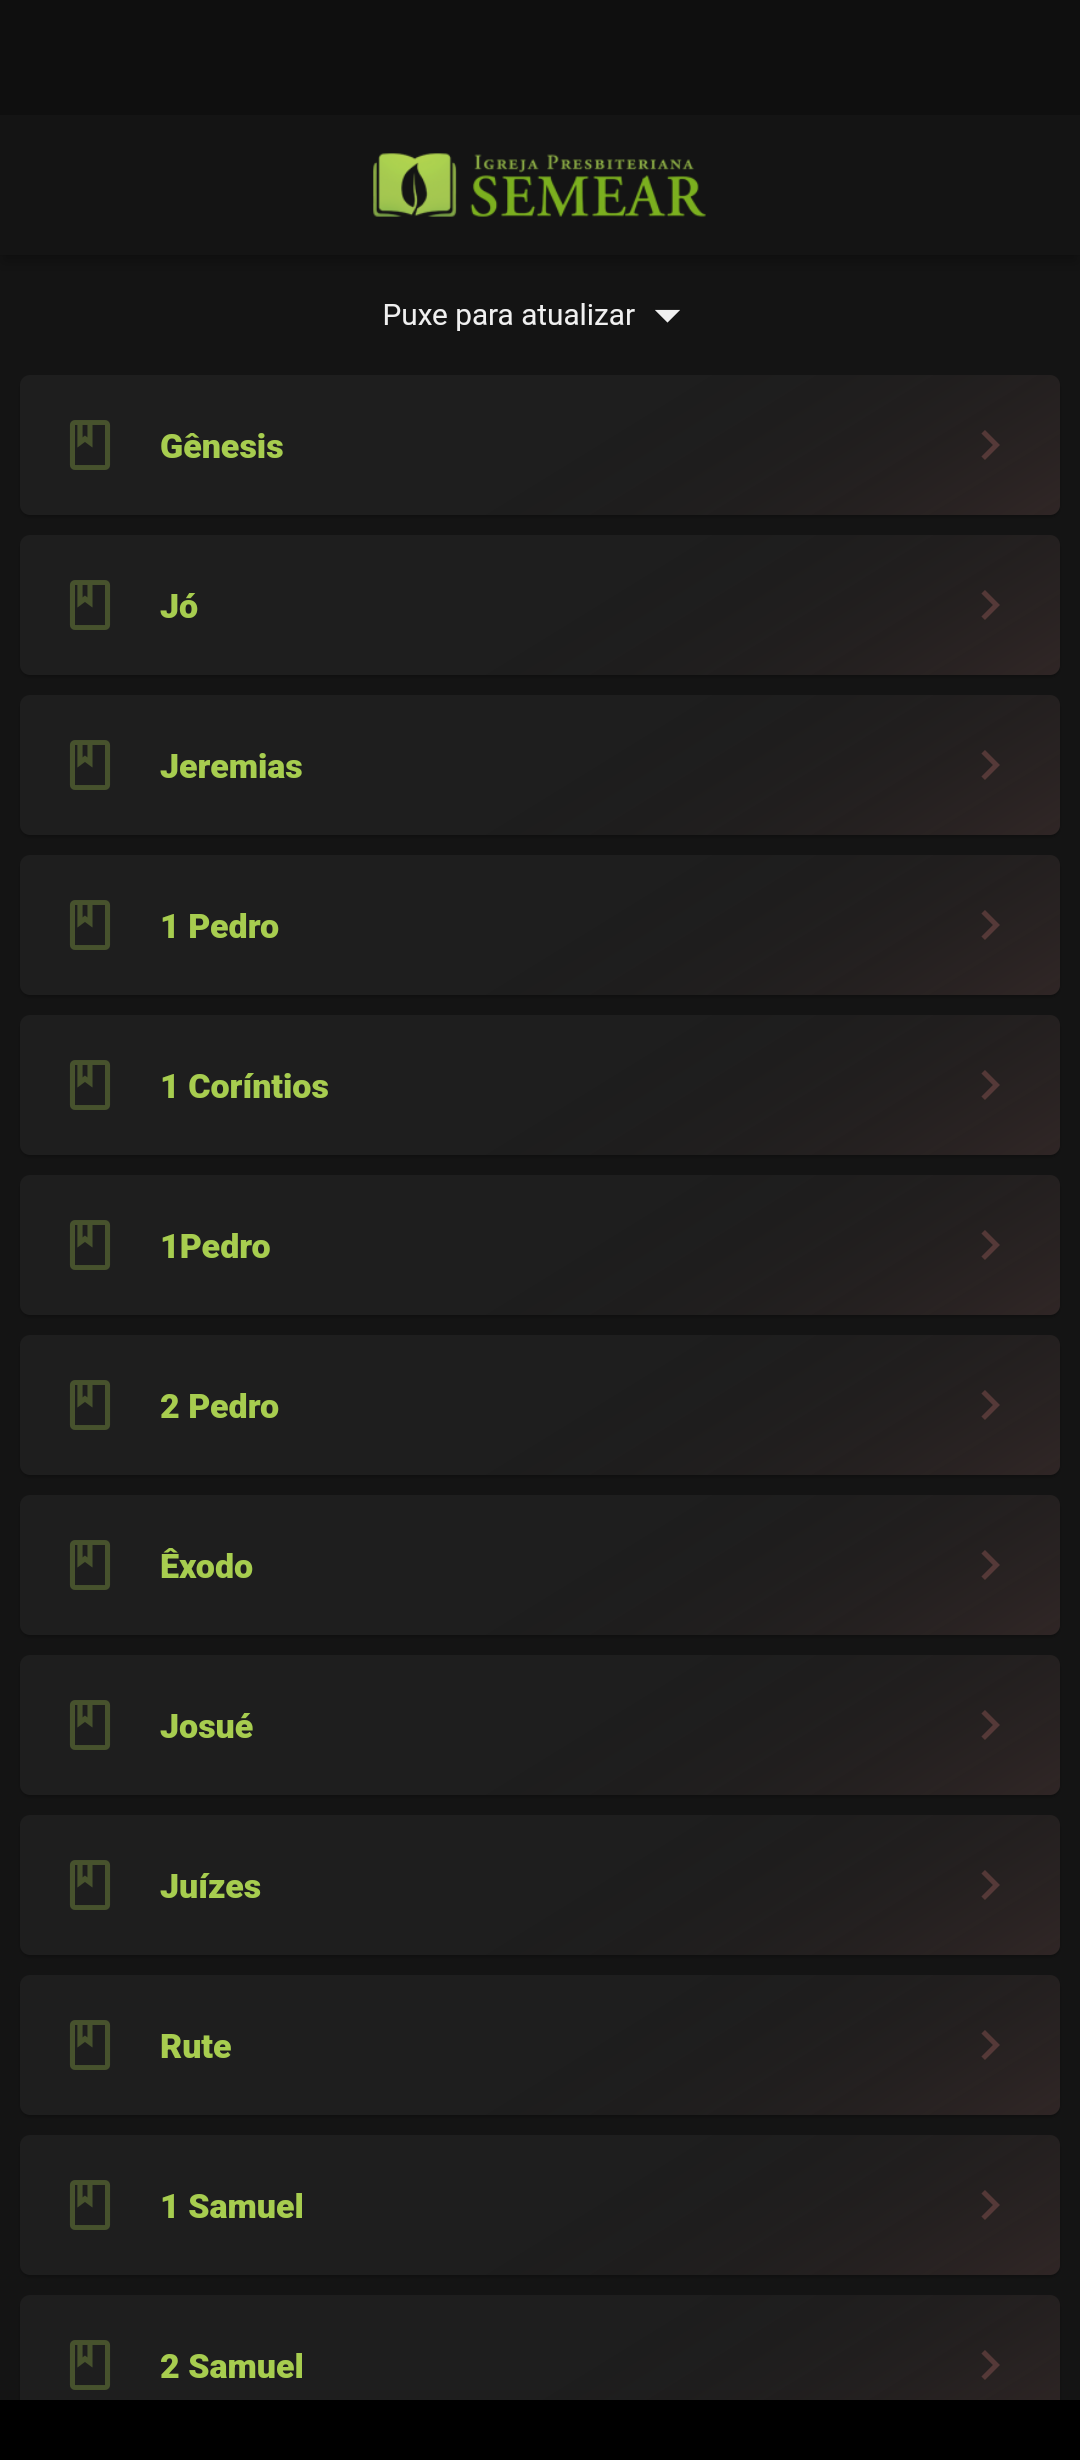 Igreja Presbiteriana
SEMEAR
Puxe para atualizar
Gênesis
Jó
Jeremias
1 Pedro
1 Coríntios
1Pedro
2 Pedro
Êxodo
Josué
Juízes
Rute
1 Samuel
2 Samuel